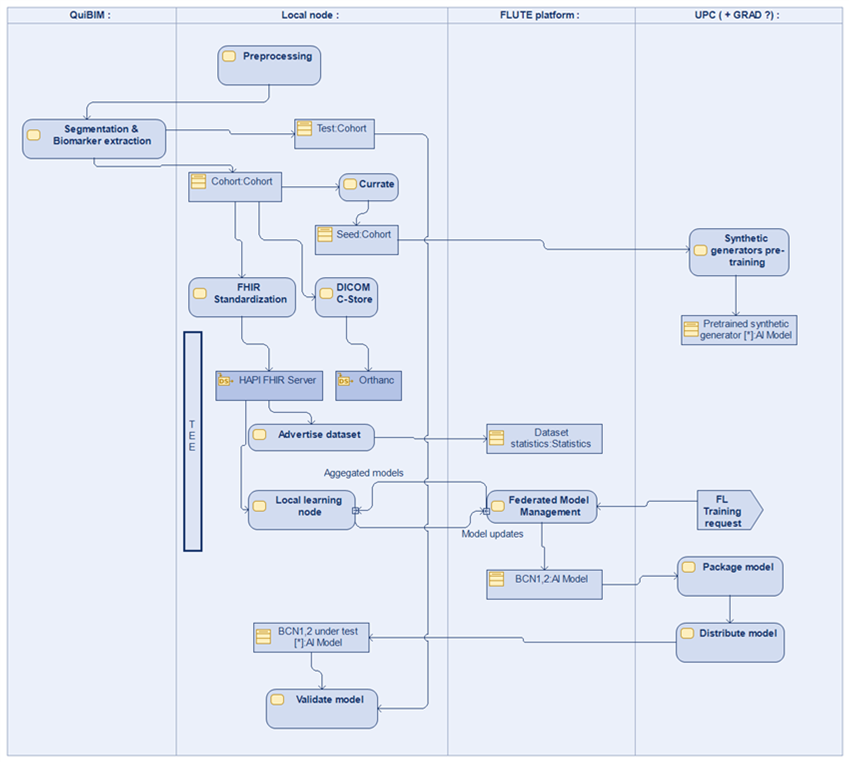 QuiBIM :
Local node :
FLUTE platform :
UPC ( + GRAD ?) :
Preprocessing
Segmentation &
Biomarker extraction
Test:Cohort
Cohort:Cohort
Currate
Seed:Cohort
Synthetic
generators pre-
training
FHIR
Standardization
DICOM
C-Store
Pretrained synthetic
generator [*]:AI Model
TEE
DS
HAPI FHIR Server
DS
Orthanc
Advertise dataset
Dataset
statistics:Statistics
Aggegated models
Local learning
node
Federated Model
Management
FL
Training
request
Model updates
BCN1,2:AI Model
Package model
BCN1,2 under test
[*]:AI Model
Distribute model
Validate model